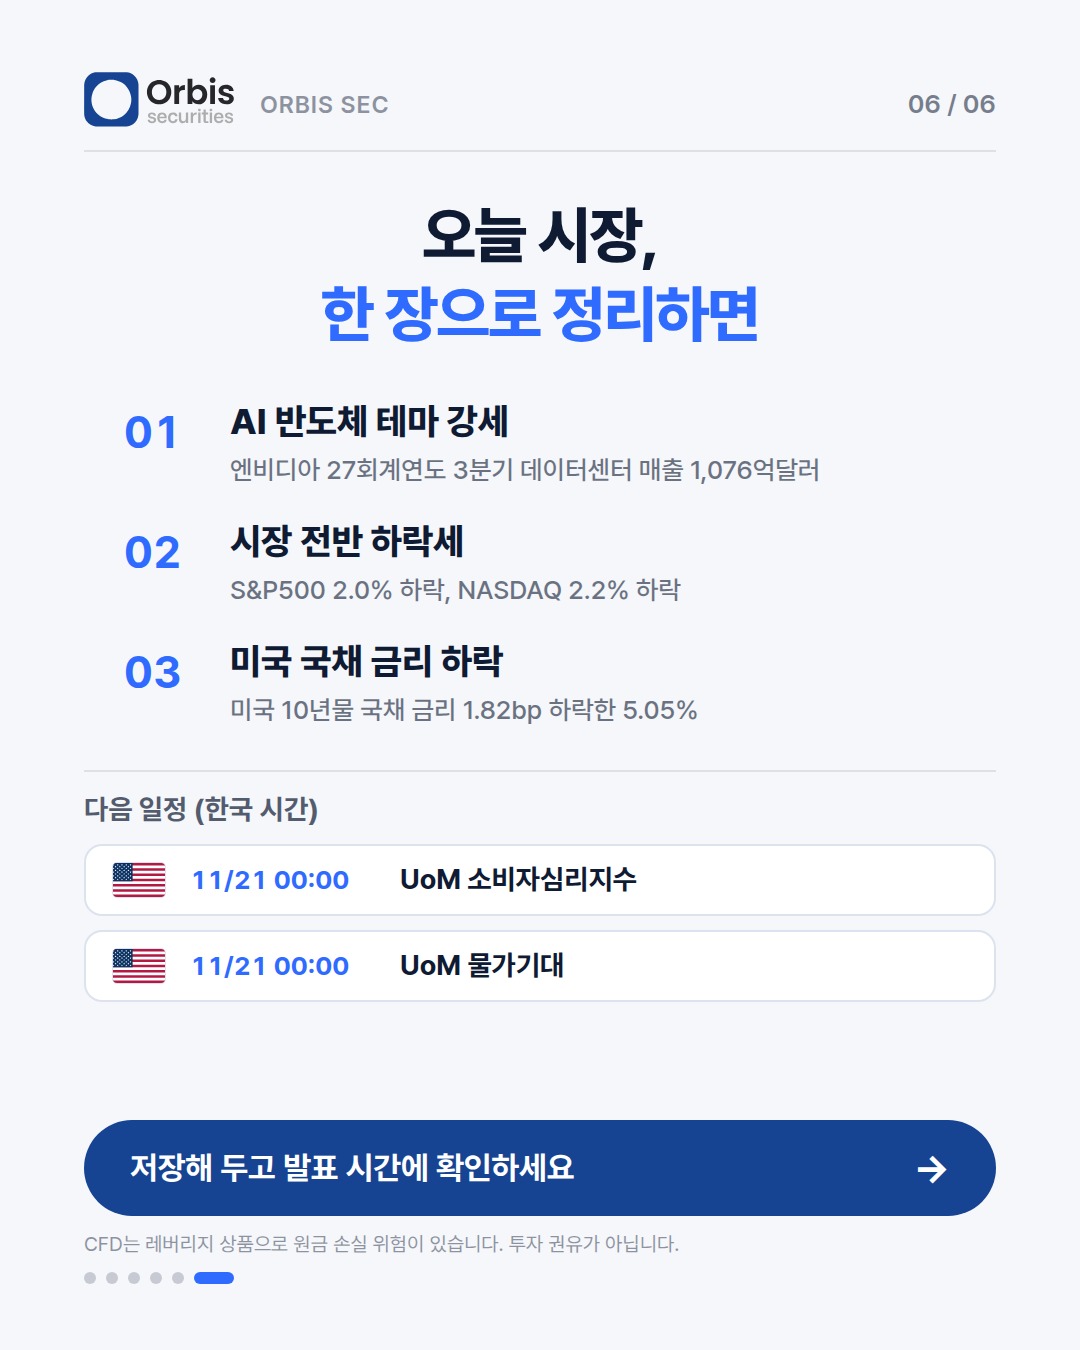 Orbis
securities
ORBIS SEC
06 / 06
오늘 시장,
한 장으로 정리하면
01
AI 반도체 테마 강세
엔비디아 27회계연도 3분기 데이터센터 매출 1,076억달러
02
시장 전반 하락세
S&P500 2.0% 하락, NASDAQ 2.2% 하락
03
미국 국채 금리 하락
미국 10년물 국채 금리 1.82bp 하락한 5.05%
다음 일정 (한국 시간)
11/21 00:00 UoM 소비자심리지수
11/21 00:00 UoM 물가기대
저장해 두고 발표 시간에 확인하세요 →
CFD는 레버리지 상품으로 원금 손실 위험이 있습니다. 투자 권유가 아닙니다.